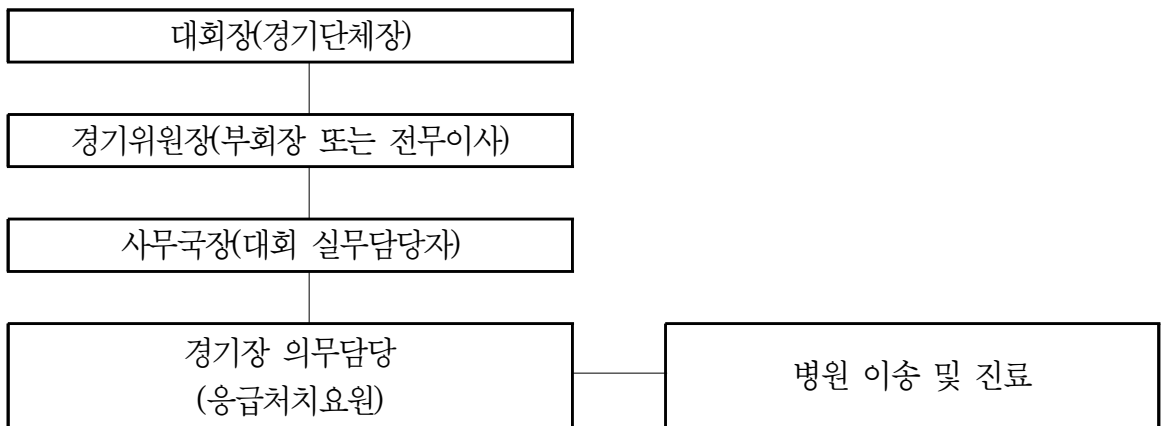 대회장(경기단체장)
경기위원장(부회장 또는 전무이사)
사무국장(대회 실무담당자)
경기장 의무담당
(응급처치요원)
병원 이송 및 진료